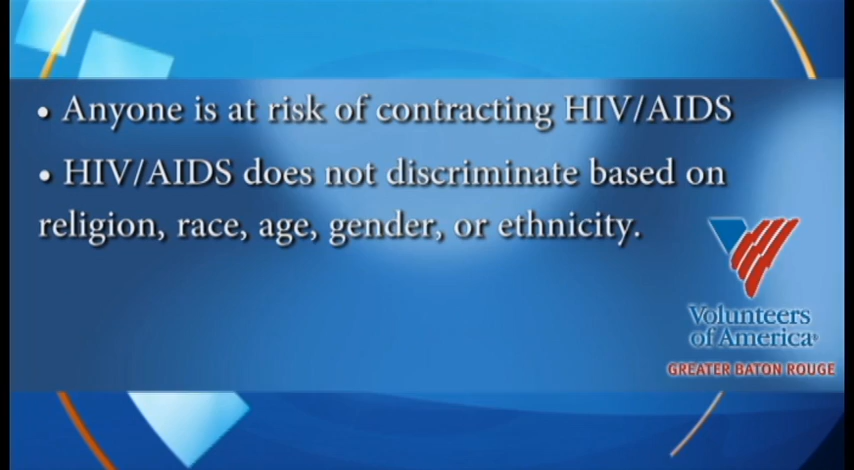 • Anyone is at risk of contracting HIV/AIDS
• HIV/AIDS does not discriminate based on
religion, race, age, gender, or ethnicity.
Volunteers
of America®
GREATER BATON ROUGE